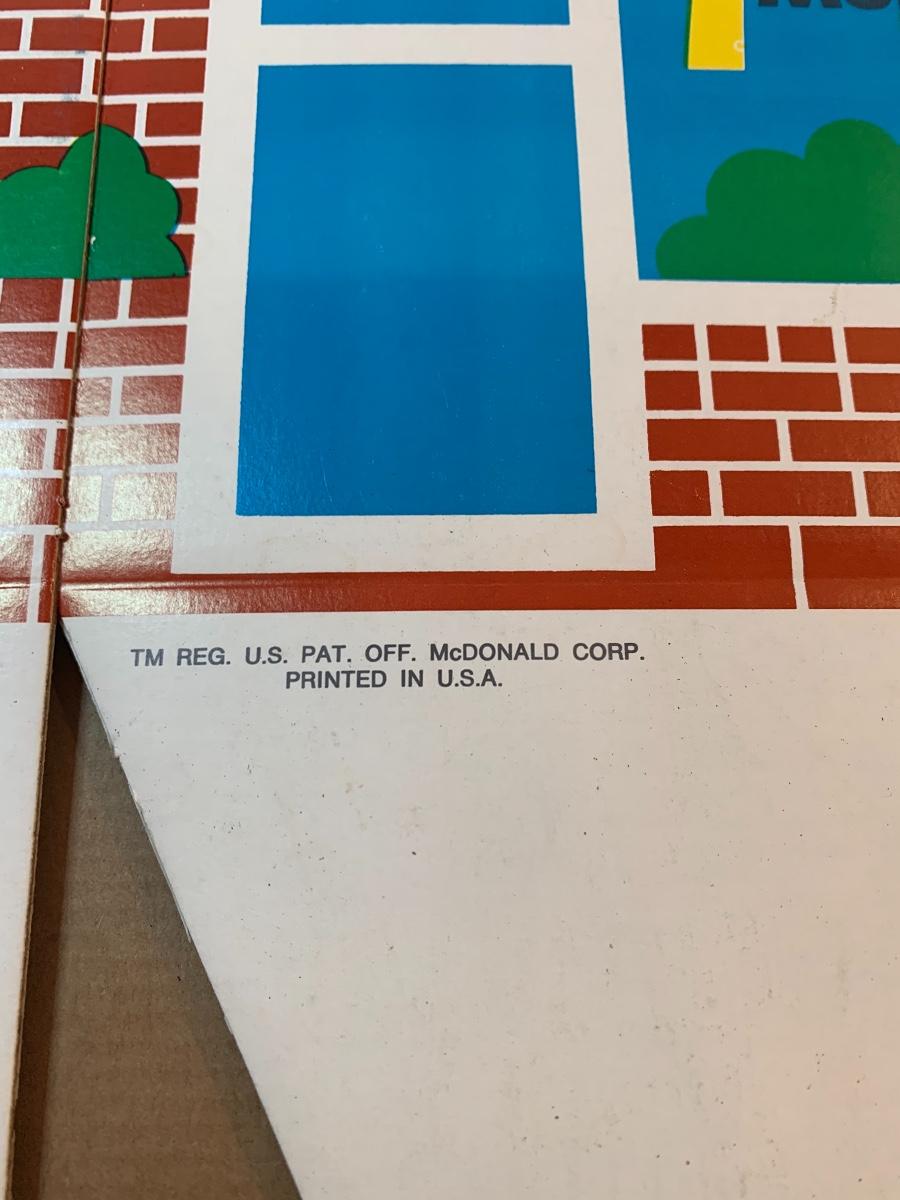 TM REG. U.S. PAT. OFF. McDONALD CORP.
PRINTED IN U.S.A.